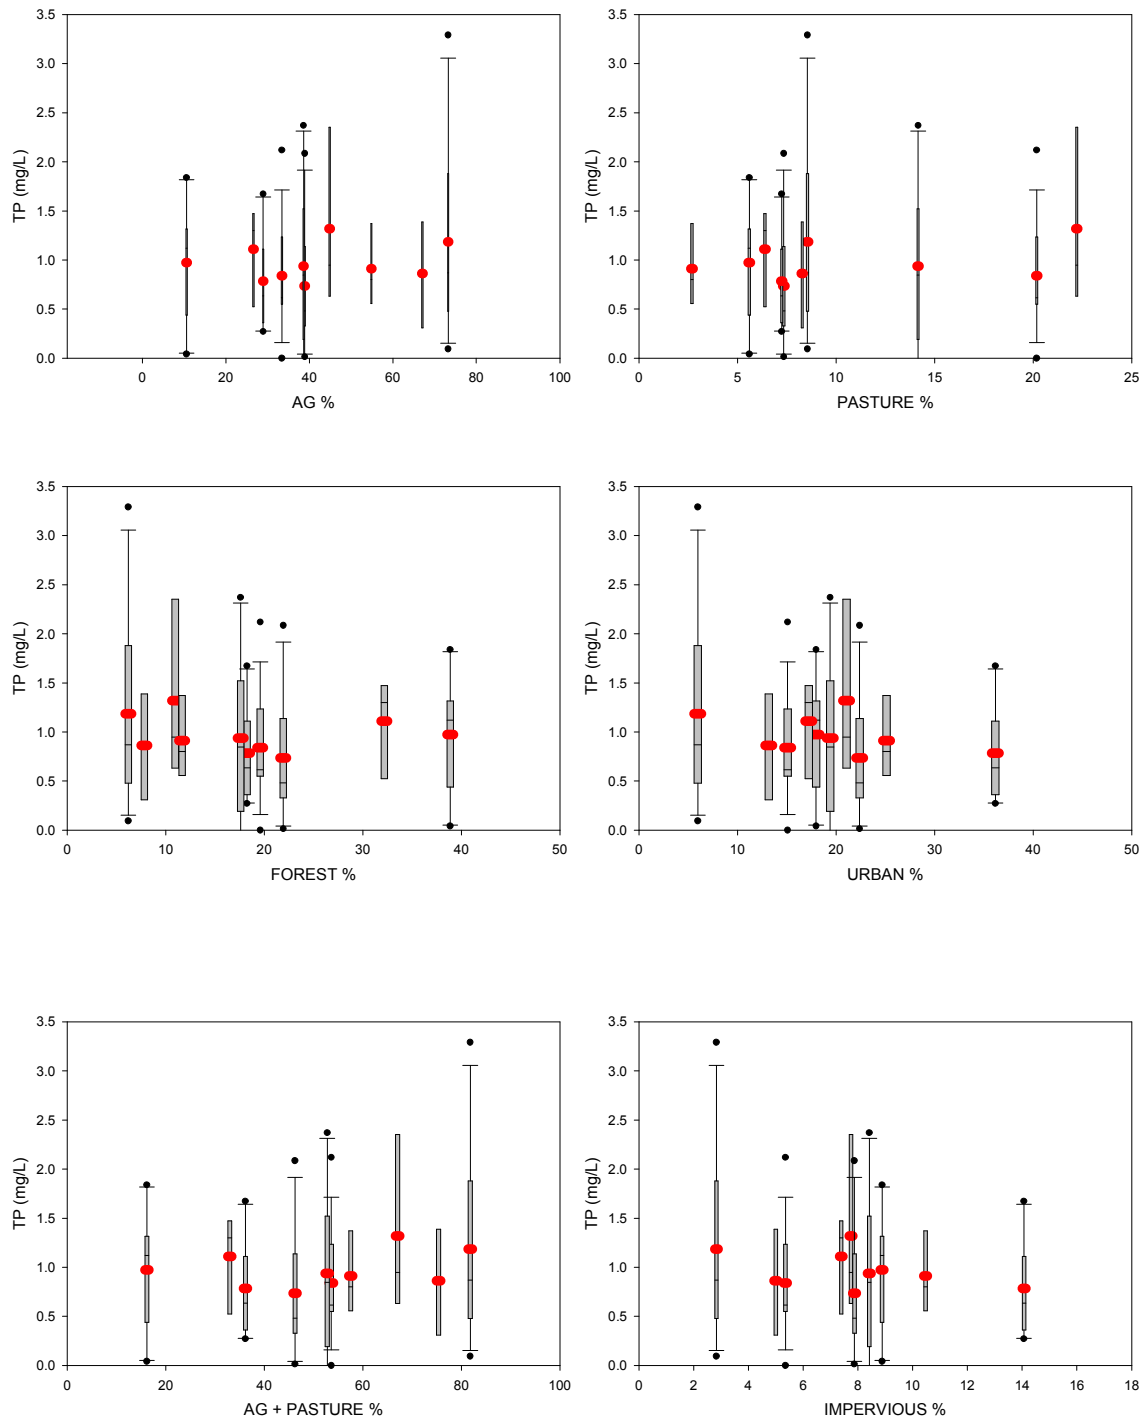 3.5 3.5
3.0 3.0
2.5 2.5
TP (mg/L) 2.0 TP (mg/L) 2.0
1.5 1.5
1.0 1.0
0.5 0.5
0.0 0.0
0 20 40 60 80 100 0 5 10 15 20 25
AG % PASTURE %
3.5 3.5
3.0 3.0
2.5 2.5
TP (mg/L) 2.0 TP (mg/L) 2.0
1.5 1.5
1.0 1.0
0.5 0.5
0.0 0.0
0 10 20 30 40 50 0 10 20 30 40 50
FOREST % URBAN %
3.5 3.5
3.0 3.0
2.5 2.5
TP (mg/L) 2.0 TP (mg/L) 2.0
1.5 1.5
1.0 1.0
0.5 0.5
0.0 0.0
0 20 40 60 80 100 0 2 4 6 8 10 12 14 16 18
AG + PASTURE % IMPERVIOUS %